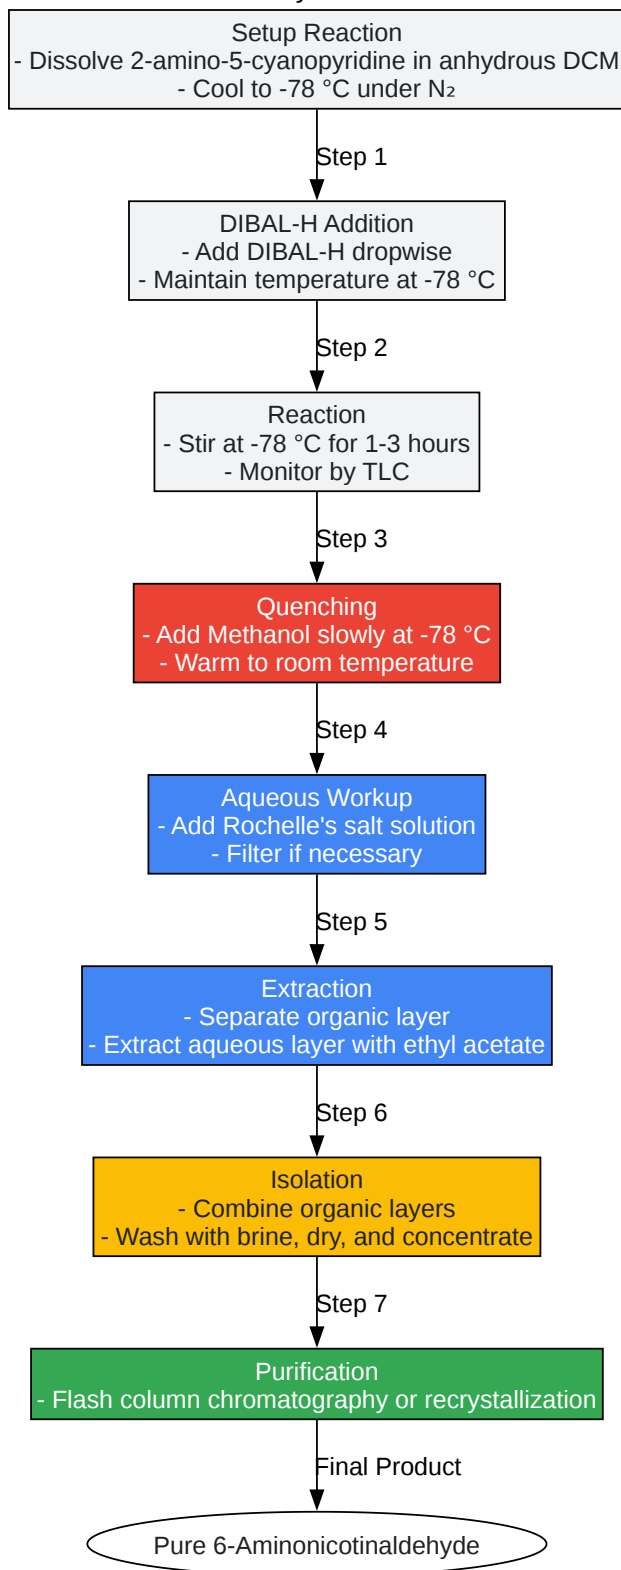 Setup Reaction
- Dissolve 2-amino-5-cyanopyridine in anhydrous DCM
- Cool to -78 °C under N₂
Step 1
DIBAL-H Addition
- Add DIBAL-H dropwise
- Maintain temperature at -78 °C
Step 2
Reaction
- Stir at -78 °C for 1-3 hours
- Monitor by TLC
Step 3
Quenching
- Add Methanol slowly at -78 °C
- Warm to room temperature
Step 4
Aqueous Workup
- Add Rochelle's salt solution
- Filter if necessary
Step 5
Extraction
- Separate organic layer
- Extract aqueous layer with ethyl acetate
Step 6
Isolation
- Combine organic layers
- Wash with brine, dry, and concentrate
Step 7
Purification
- Flash column chromatography or recrystallization
Final Product
Pure 6-Aminonicotinaldehyde